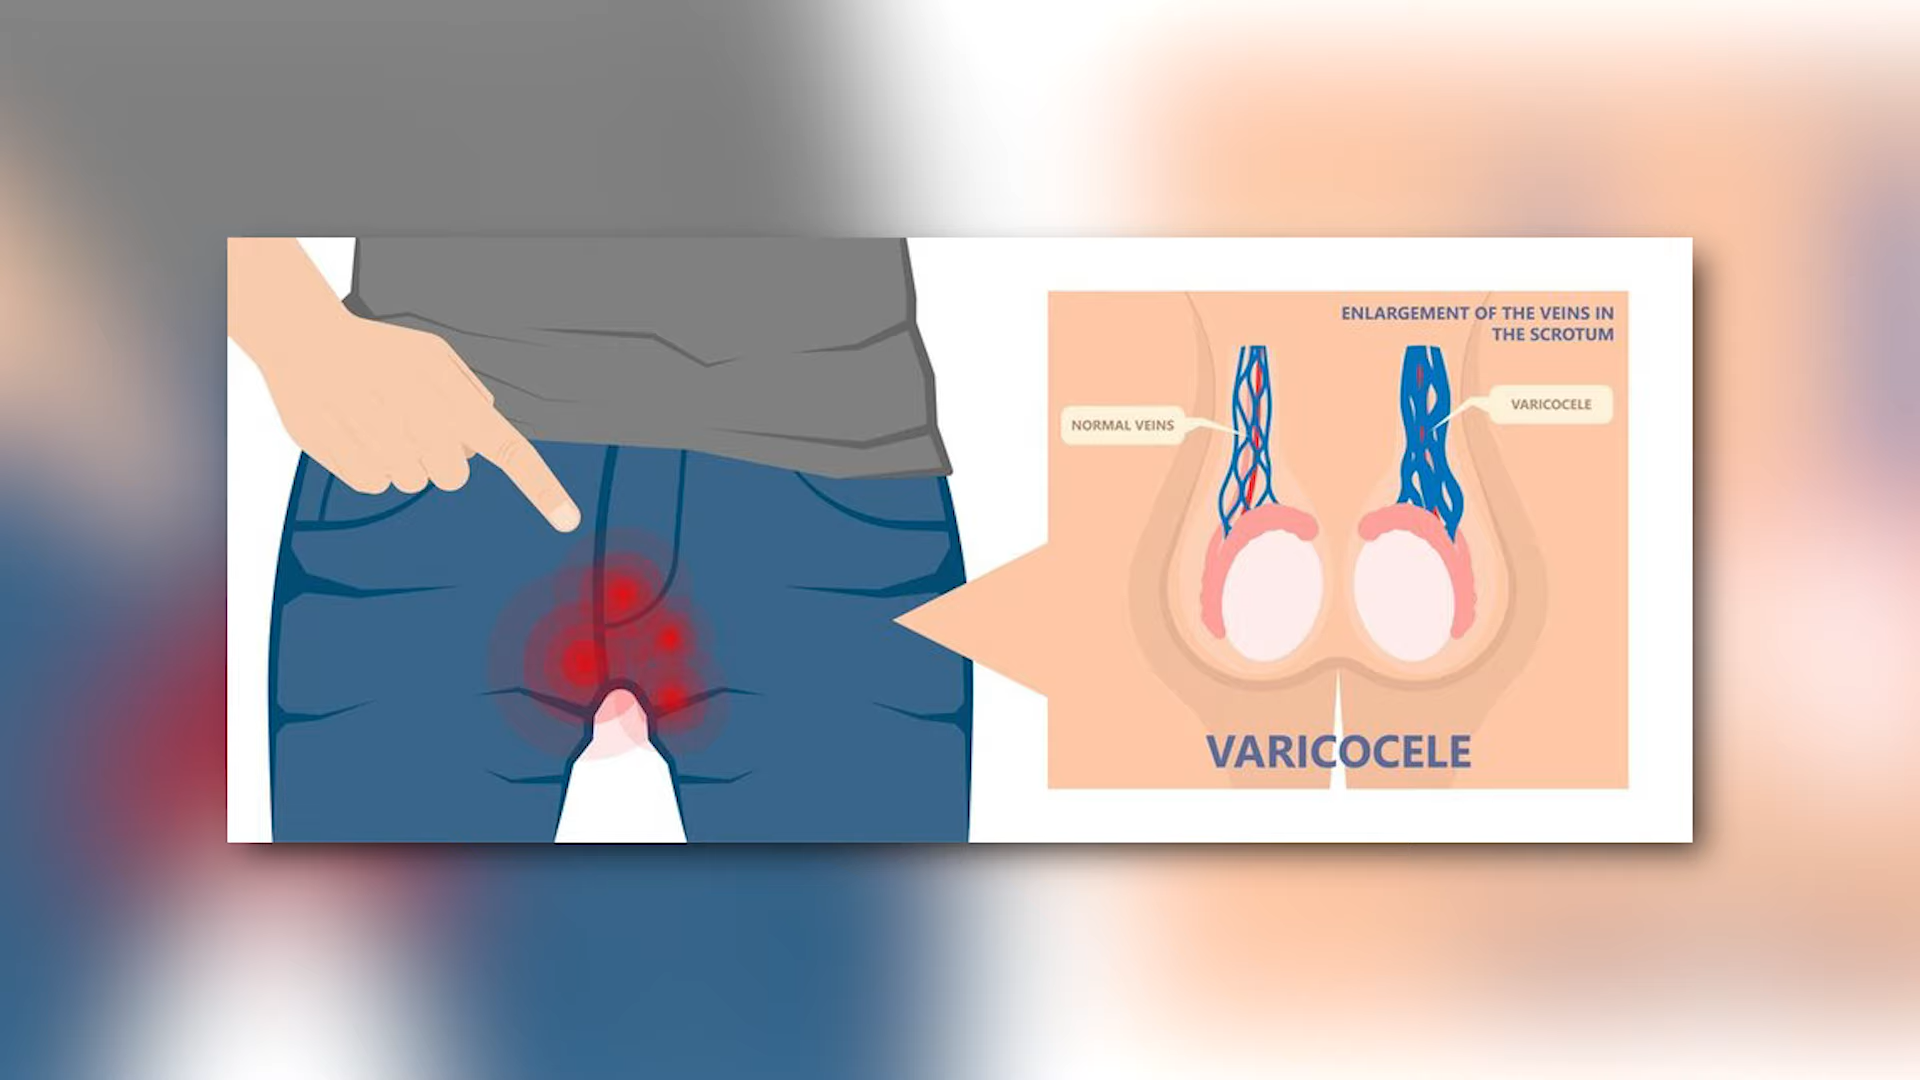 ENLARGEMENT OF THE VEINS IN
THE SCROTUM
NORMAL VEINS
VARICOCELE
VARICOCELE